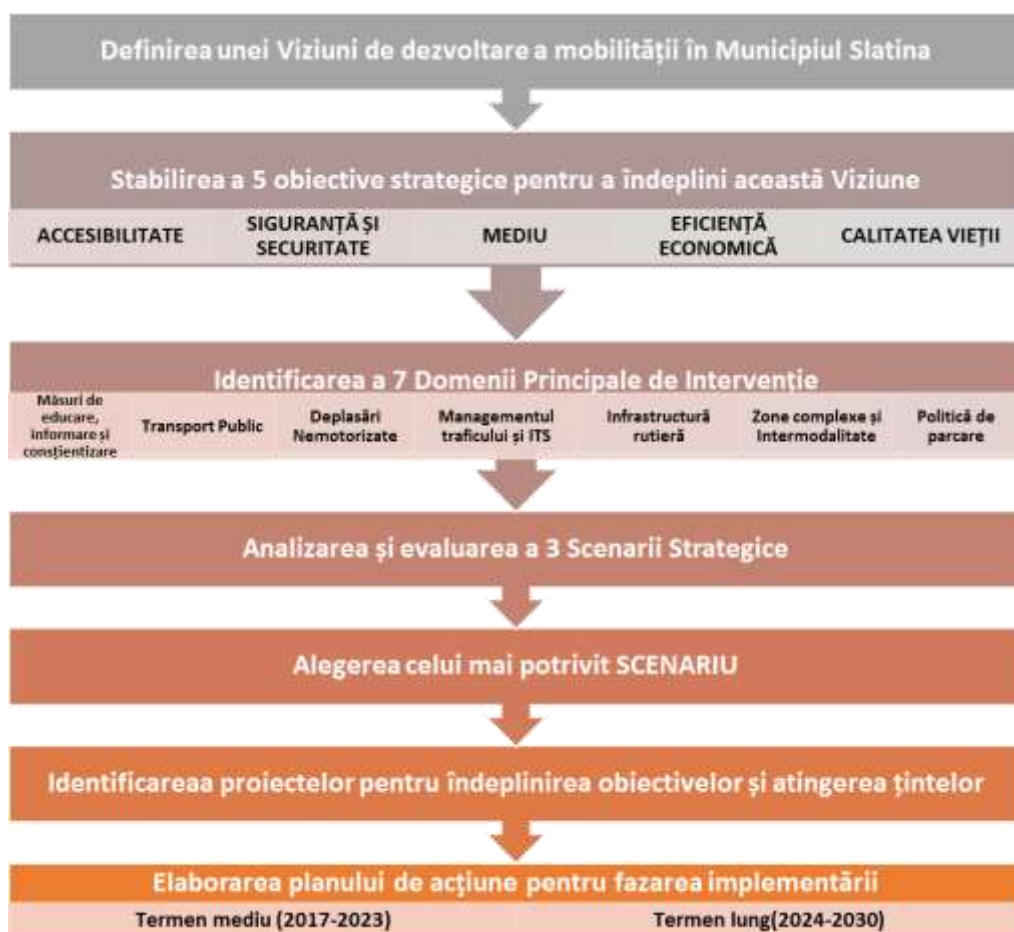 Definirea unei Viziuni de dezvoltare a mobilității în Municipiul Slatina
Stabilirea a 5 obiective strategice pentru a îndeplini această Viziune
ACCESIBILITATE
SIGURANȚĂ ȘI
SECURITATE
MEDIU
EFICIENȚĂ
ECONOMICĂ
CALITATEA VIEȚII
Identificarea a 7 Domenii Principale de Intervenție
Măsuri de
educare,
informare și
conștientizare
Transport Public
Deplasări
Nemotorizate
Managementul
traficului și ITS
Infrastructură
rutieră
Zone complexe și
Intermodalitate
Politică de
parcare
Analizarea și evaluarea a 3 Scenarii Strategice
Alegerea celui mai potrivit SCENARIU
Identificareaa proiectelor pentru îndeplinirea obiectivelor și atingerea țintelor
Elaborarea planului de acțiune pentru fazarea implementării
Termen mediu (2017-2023)
Termen lung(2024-2030)